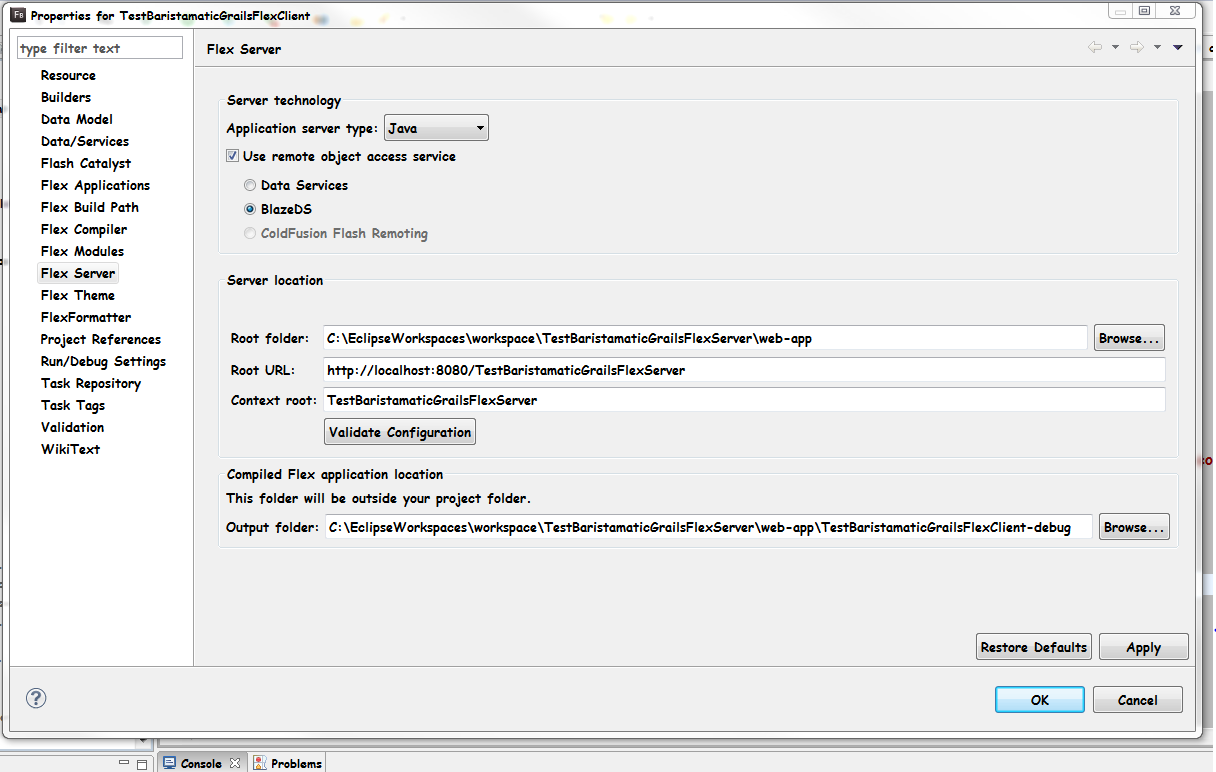 Fb Properties for TestBaristamaticGrailsFlexClient
type filter text
Resource
Builders
Data Model
Data/Services
Flash Catalyst
Flex Applications
Flex Build Path
Flex Compiler
Flex Modules
Flex Server
Flex Theme
FlexFormatter
Project References
Run/Debug Settings
Task Repository
Task Tags
Validation
WikiText
Flex Server
Server technology
Application server type: Java
Use remote object access service
Data Services
BlazeDS
ColdFusion Flash Remoting
Server location
Root folder: C:\EclipseWorkspaces\workspace\TestBaristamaticGrailsFlexServer\web-app Browse...
Root URL: http://localhost:8080/TestBaristamaticGrailsFlexServer
Context root: TestBaristamaticGrailsFlexServer
Validate Configuration
Compiled Flex application location
This folder will be outside your project folder.
Output folder: C:\EclipseWorkspaces\workspace\TestBaristamaticGrailsFlexServer\web-app\TestBaristamaticGrailsFlexClient-debug Browse...
Restore Defaults Apply
? OK Cancel
Console Problems